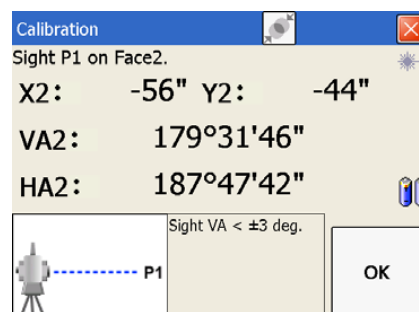 Calibration
Sight P1 on Face2.
X2: -56" Y2: -44"
VA2: 179°31'46"
HA2: 187°47'42"
Sight VA < ±3 deg.
P1
OK